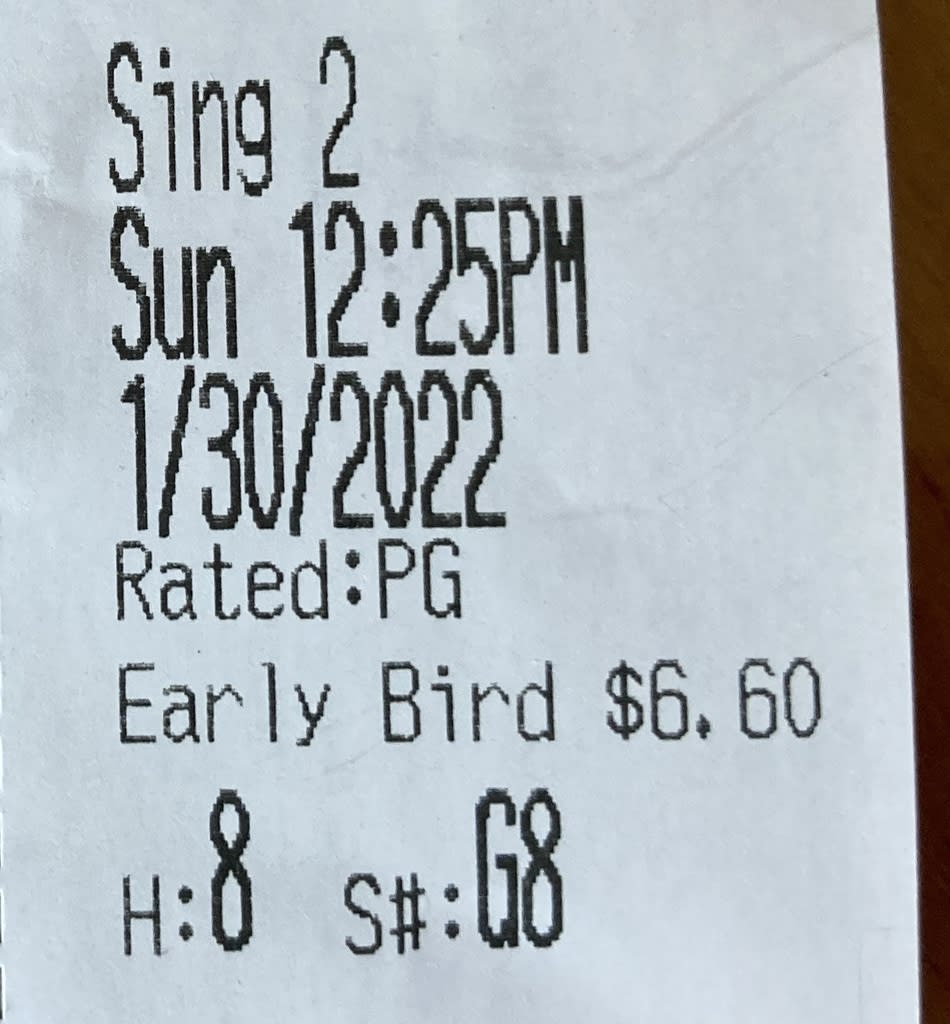 Sing 2
Sun 12:25PM
1/30/2022
Rated:PG
Early Bird $6.60
H:8 S#:G8